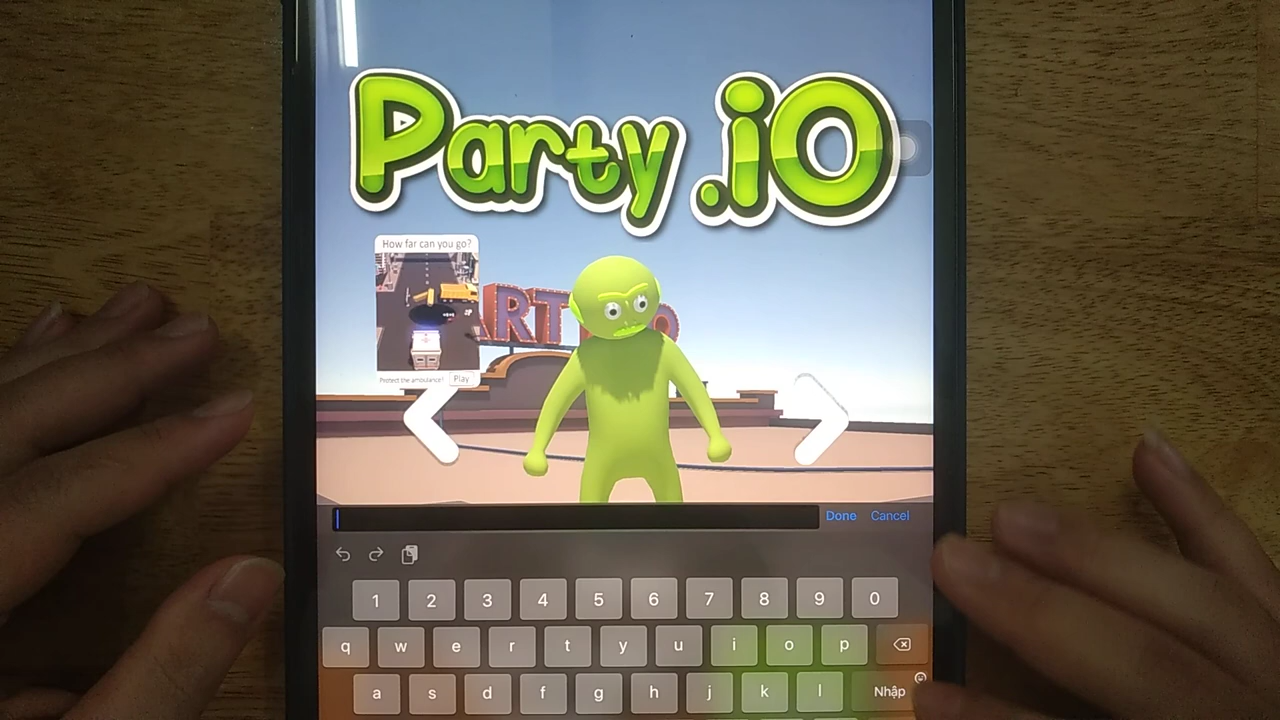 Party.iO
How far can you go?
ART O
Protect the ambulance! Play
Done Cancel
1 2 3 4 5 6 7 8 9 0
q w e r t y u i o p
a s d f g h j k l Nhập